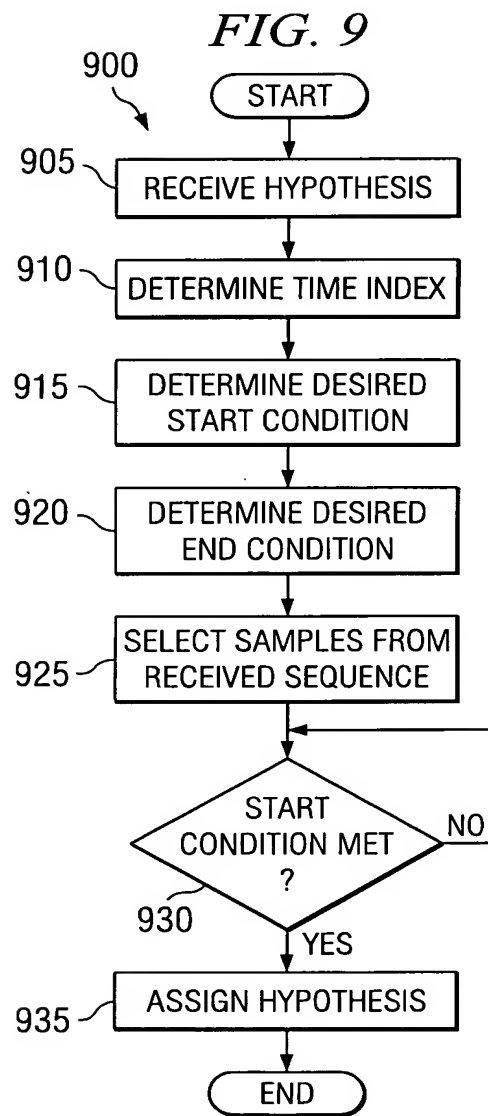 FIG. 9
900
START
905
RECEIVE HYPOTHESIS
910
DETERMINE TIME INDEX
915
DETERMINE DESIRED
START CONDITION
920
DETERMINE DESIRED
END CONDITION
925
SELECT SAMPLES FROM
RECEIVED SEQUENCE
START
CONDITION MET
?
NO
930
YES
935
ASSIGN HYPOTHESIS
END